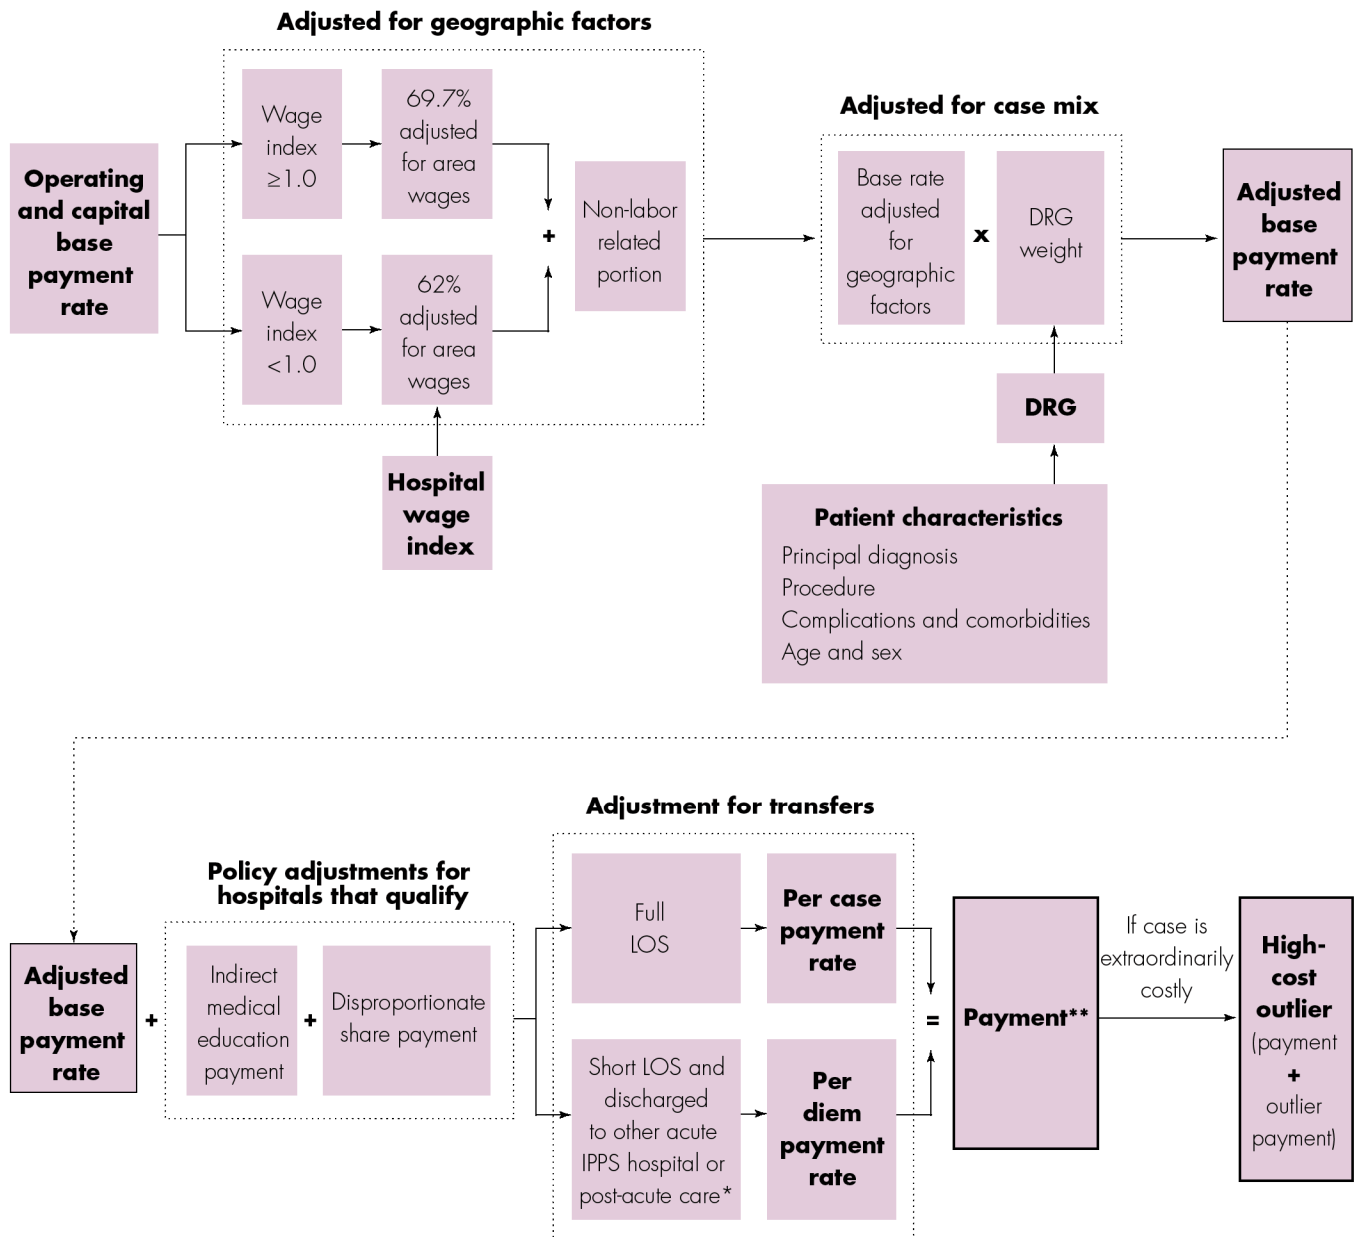 Adjusted for geographic factors
Operating
and capital
base
payment
rate
Wage
index
≥1.0
69.7%
adjusted
for area
wages
Wage
index
<1.0
62%
adjusted
for area
wages
+
Non-labor
related
portion
Hospital
wage
index
Adjusted for case mix
Base rate
adjusted
for
geographic
factors
x
DRG
weight
DRG
Patient characteristics
Principal diagnosis
Procedure
Complications and comorbidities
Age and sex
Adjusted
base
payment
rate
Adjusted
base
payment
rate
+
Policy adjustments for
hospitals that qualify
Indirect
medical
education
payment
+
Disproportionate
share payment
Adjustment for transfers
Full
LOS
Per case
payment
rate
Short LOS and
discharged
to other acute
IPPS hospital or
post-acute care*
Per
diem
payment
rate
=
Payment**
If case is
extraordinarily
costly
High-
cost
outlier
(payment
+
outlier
payment)